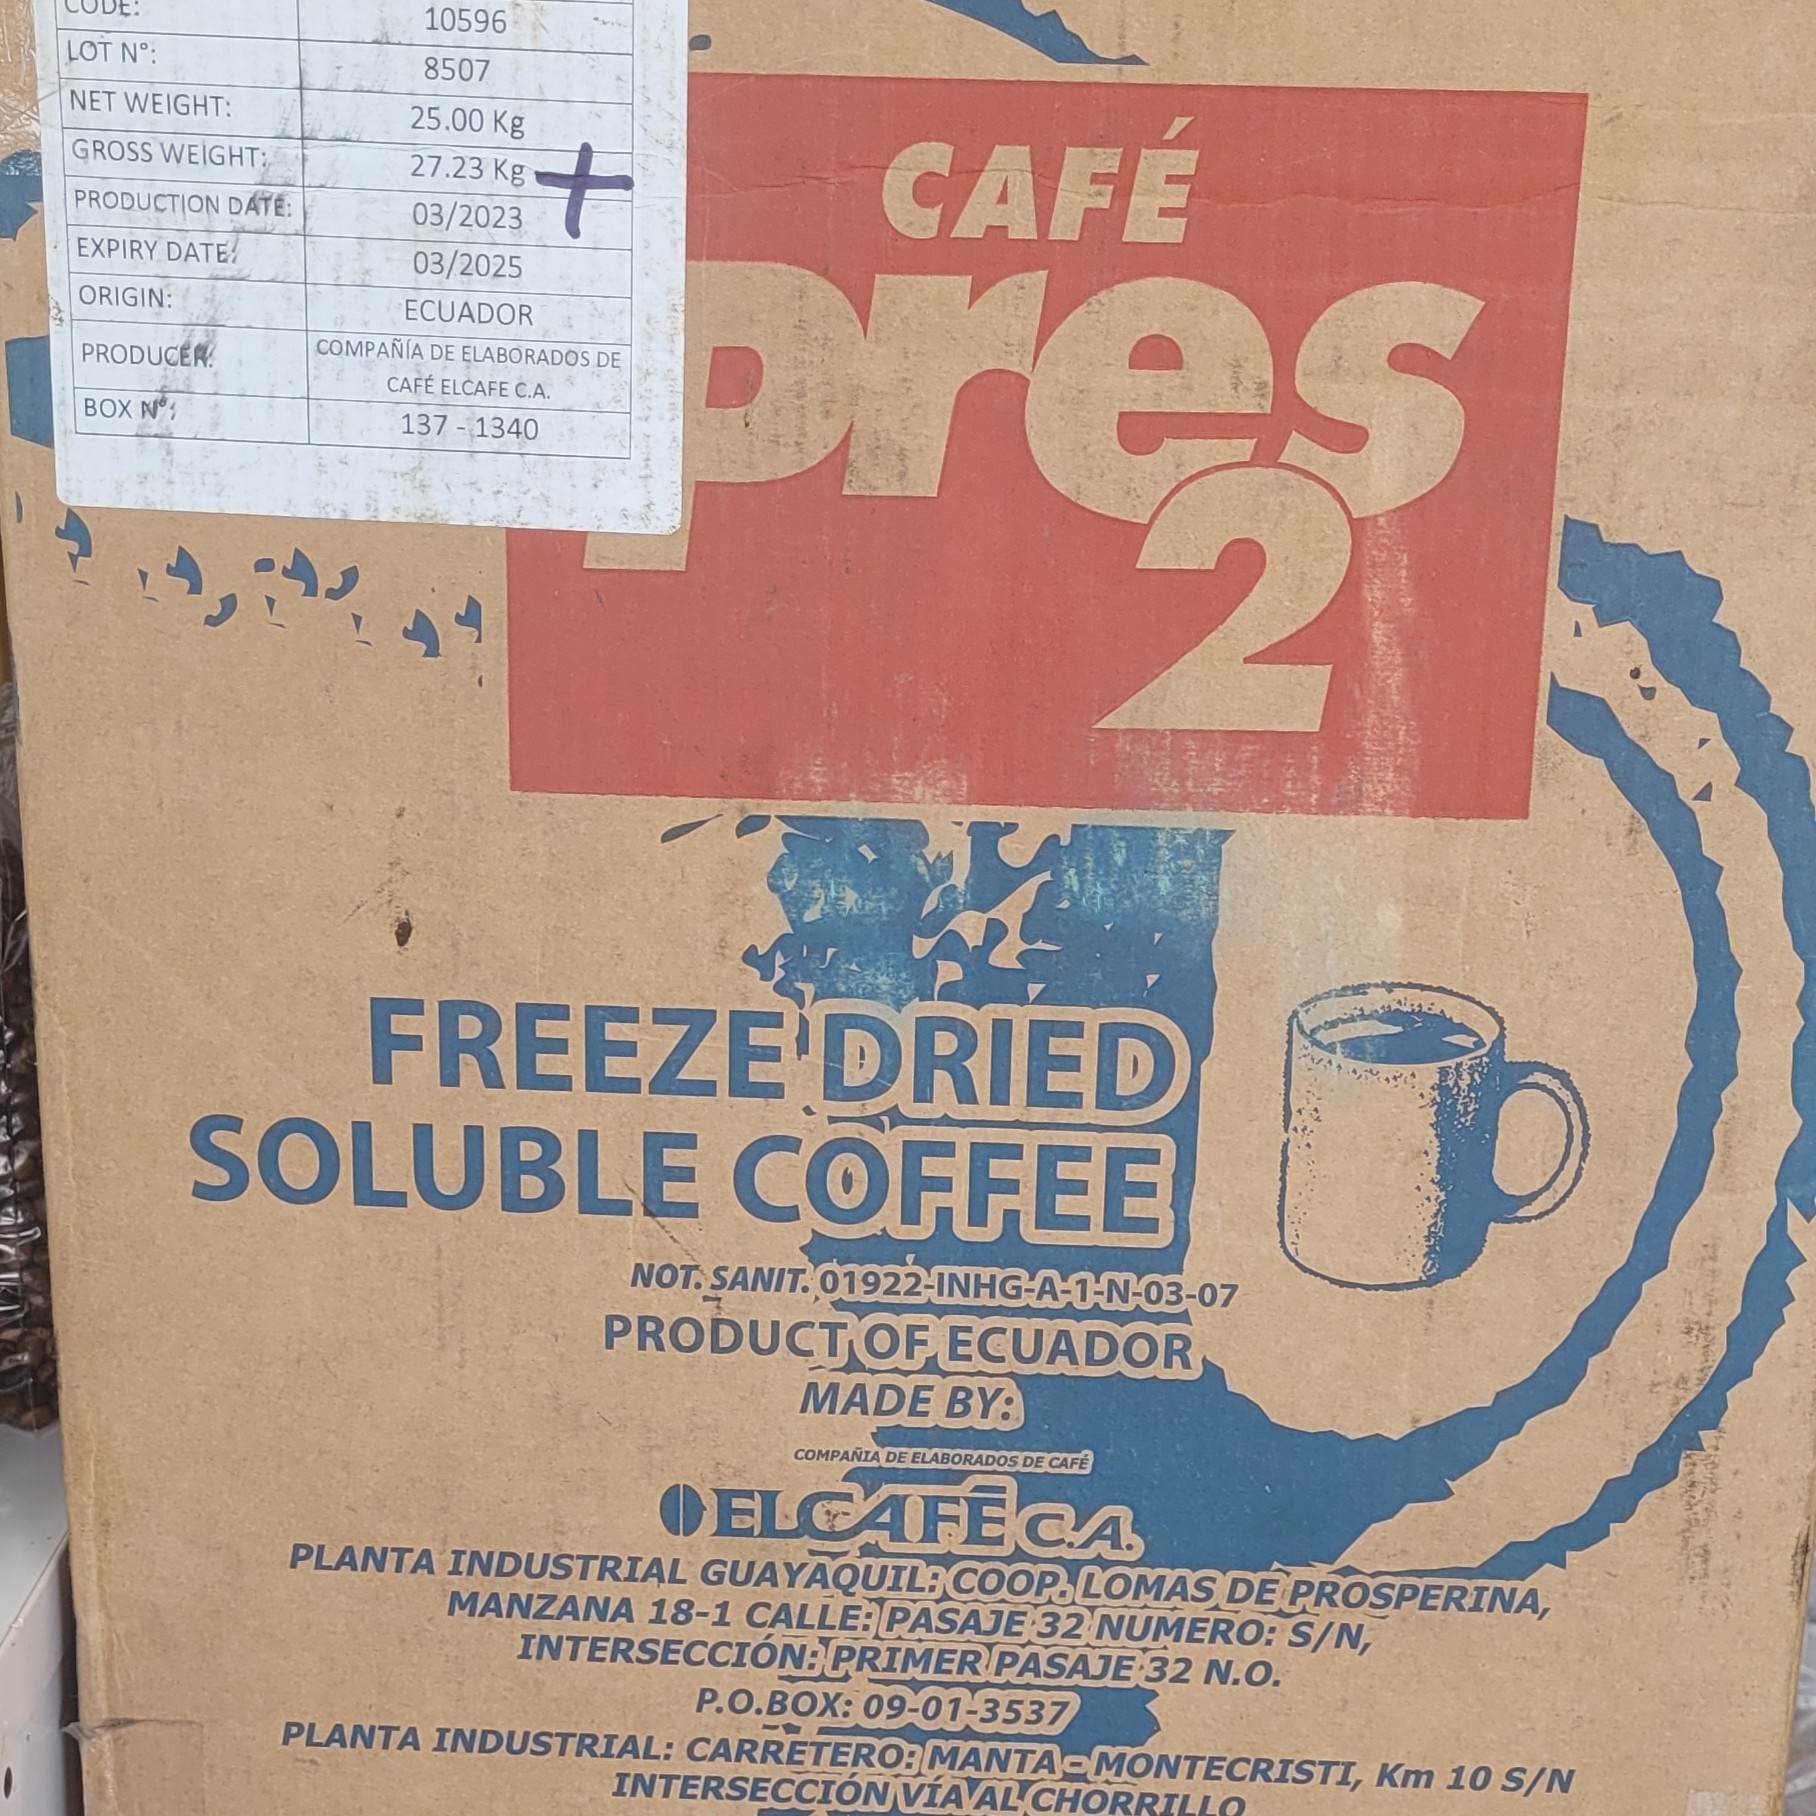 CODE: 10596
LOT N°: 8507
NET WEIGHT: 25.00 Kg
GROSS WEIGHT: 27.23 Kg
PRODUCTION DATE: 03/2023
EXPIRY DATE: 03/2025
ORIGIN: ECUADOR
PRODUCER: COMPAÑÍA DE ELABORADOS DE
CAFÉ ELCAFE C.A.
BOX N°: 137 - 1340
CAFÉ
pres
2
FREEZE DRIED
SOLUBLE COFFEE
NOT. SANIT. 01922-INHG-A-1-N-03-07
PRODUCT OF ECUADOR
MADE BY:
COMPAÑIA DE ELABORADOS DE CAFÉ
ELCAFÉ C.A.
PLANTA INDUSTRIAL GUAYAQUIL: COOP. LOMAS DE PROSPERINA,
MANZANA 18-1 CALLE: PASAJE 32 NUMERO: S/N,
INTERSECCIÓN: PRIMER PASAJE 32 N.O.
P.O.BOX: 09-01-3537
PLANTA INDUSTRIAL: CARRETERO: MANTA - MONTECRISTI, Km 10 S/N
INTERSECCIÓN VÍA AL CHORRILLO